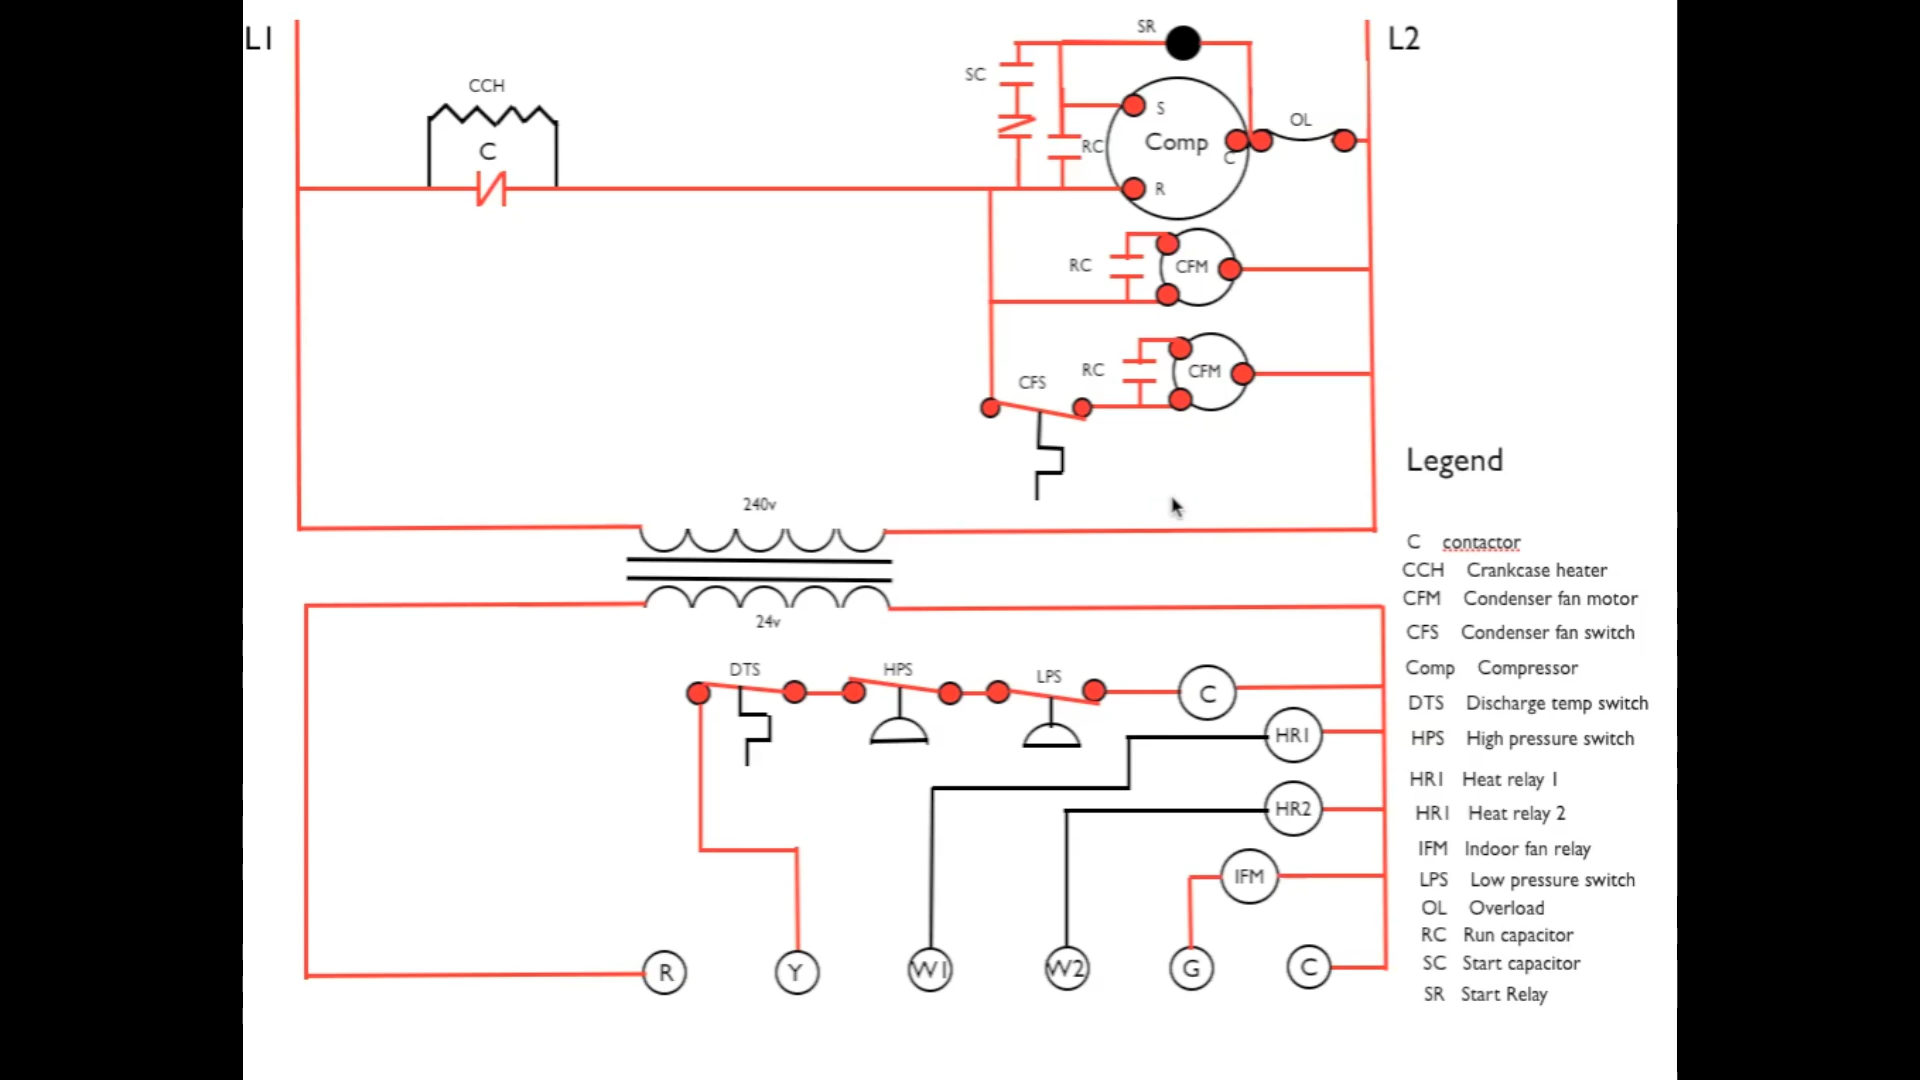 L1
L2
SR
SC
CCH
C
S
OL
Comp
C
RC
R
RC
CFM
RC
CFM
CFS
240v
24v
DTS
HPS
LPS
C
HR1
HR2
IFM
R
Y
W1
W2
G
C
Legend
C contactor
CCH Crankcase heater
CFM Condenser fan motor
CFS Condenser fan switch
Comp Compressor
DTS Discharge temp switch
HPS High pressure switch
HR1 Heat relay 1
HR1 Heat relay 2
IFM Indoor fan relay
LPS Low pressure switch
OL Overload
RC Run capacitor
SC Start capacitor
SR Start Relay